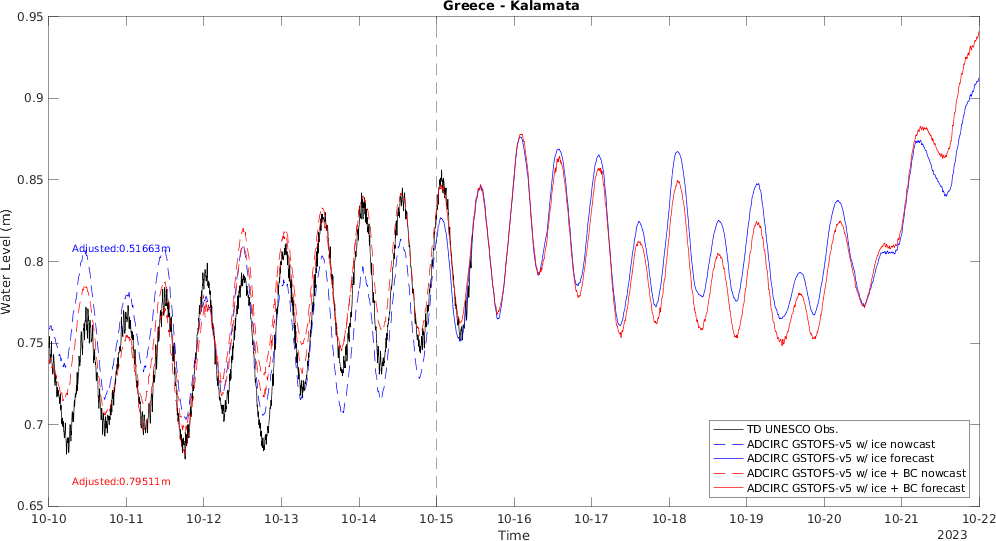 Greece - Kalamata
0.95
0.9
0.85
0.8
0.75
0.7
0.65
Water Level (m)
Adjusted:0.51663m
Adjusted:0.79511m
TD UNESCO Obs.
ADCIRC GSTOFS-v5 w/ ice nowcast
ADCIRC GSTOFS-v5 w/ ice forecast
ADCIRC GSTOFS-v5 w/ ice + BC nowcast
ADCIRC GSTOFS-v5 w/ ice + BC forecast
10-10 10-11 10-12 10-13 10-14 10-15 10-16 10-17 10-18 10-19 10-20 10-21 10-22
Time
2023